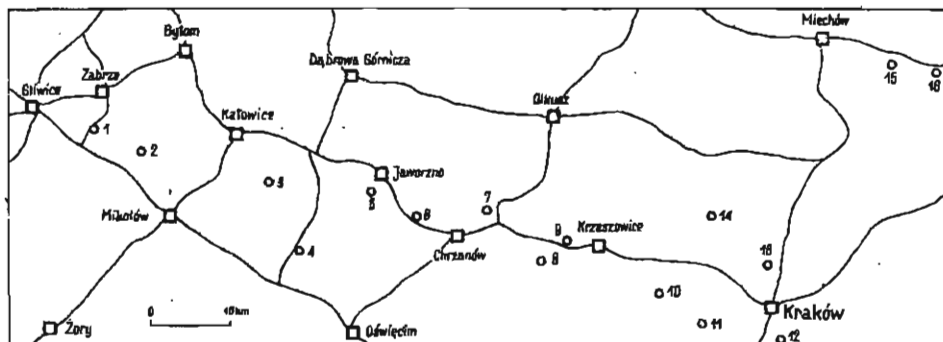 Miechów
Bytom
Dąbrowa Górnicza
Zabrze
15
16
Gliwice
Olkusz
Katowice
1
2
3
Jaworzno
5
7
6
14
Mikołów
9
Krzeszowice
Chrzanów
4
8
16
10
0
10km
Kraków
11
Żory
Oświęcim
12